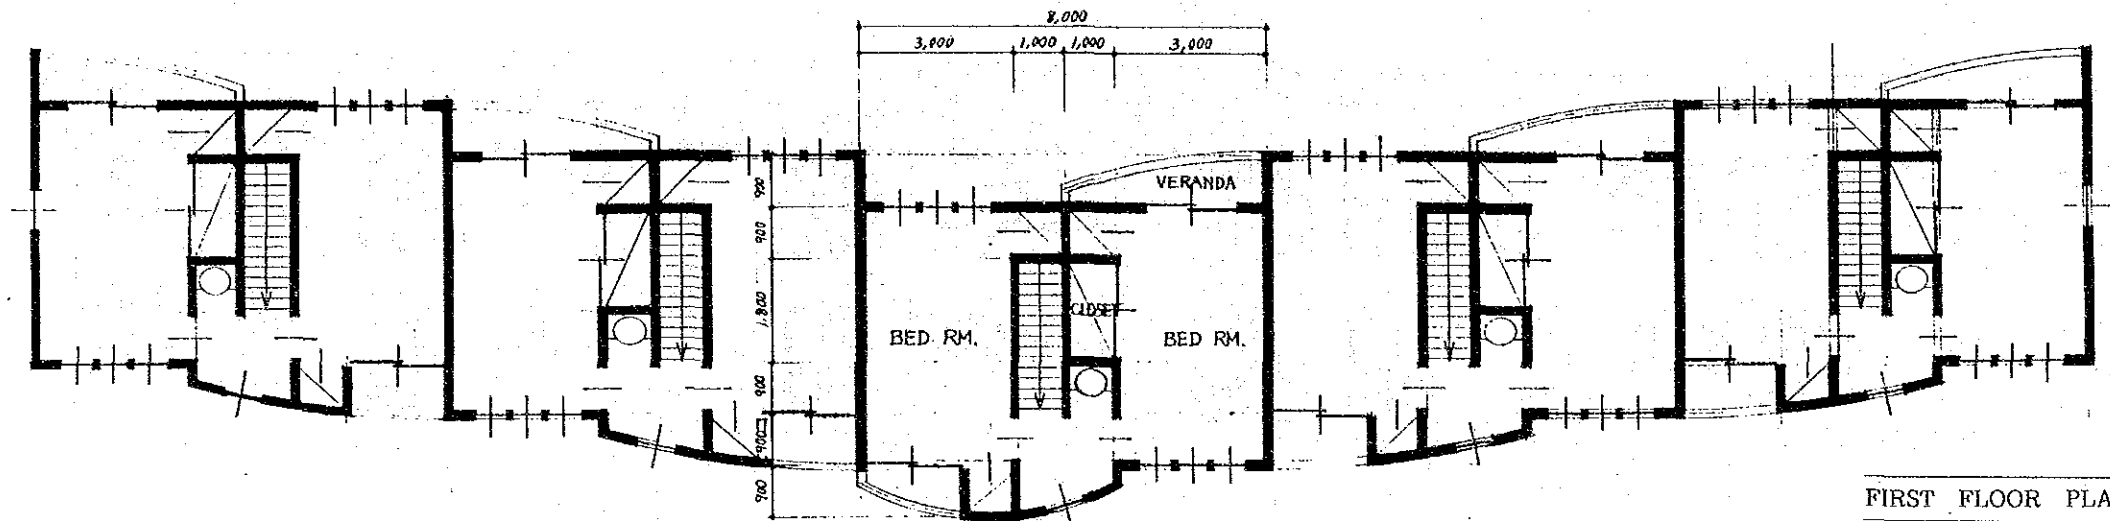 8,000
3,000 1,000 1,000 3,000
VERANDA
900
900
1,800
900
900
900
CLOSET
BED RM. BED RM.
FIRST FLOOR PLA